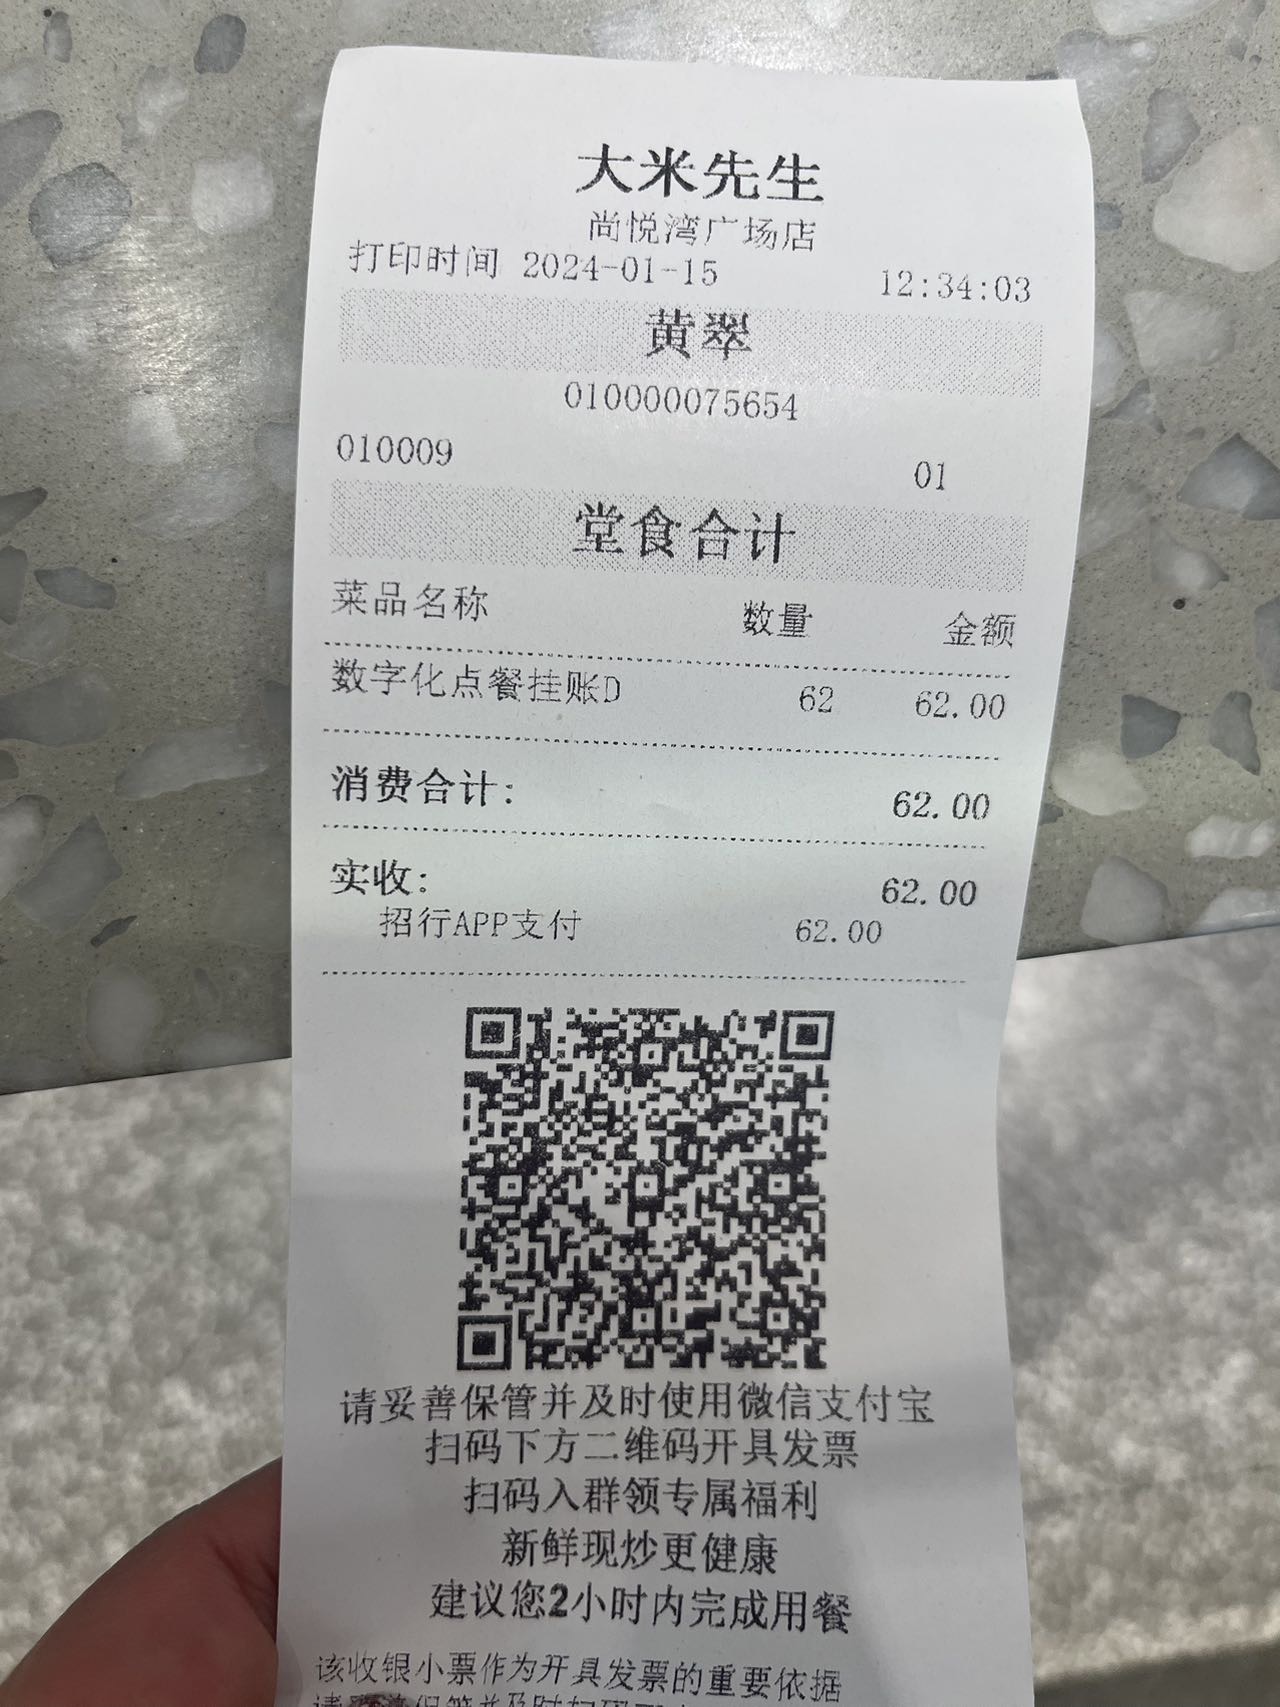 大米先生
尚悦湾广场店
打印时间 2024-01-15 12:34:03
黄翠
010000075654
010009 01
堂食合计
菜品名称 数量 金额
数字化点餐挂账D 62 62.00
消费合计: 62.00
实收: 62.00
招行APP支付 62.00
请妥善保管并及时使用微信支付宝
扫码下方二维码开具发票
扫码入群领专属福利
新鲜现炒更健康
建议您2小时内完成用餐
该收银小票作为开具发票的重要依据